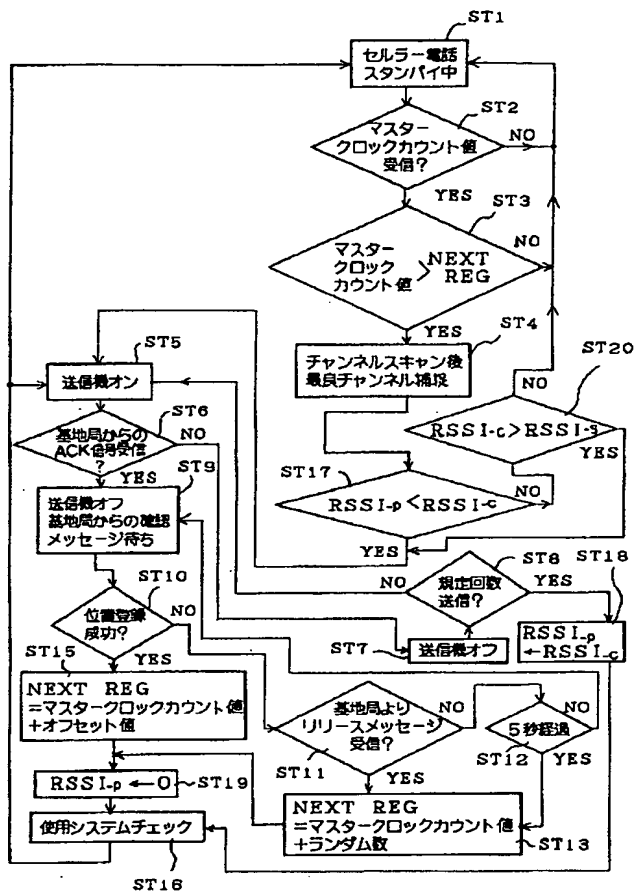 ST1
セルラー電話
スタンバイ中
ST2
マスター
クロックカウント値
受信?
NO
YES
ST3
マスター
クロック
カウント値
>
NEXT
REG
NO
YES
ST4
チャンネルスキャン後
最良チャンネル捕捉
ST5
送信機オン
ST6
基地局からの
ACK信号受信
?
NO
YES
ST9
送信機オフ
基地局からの確認
メッセージ待ち
ST20
RSSI-c>RSSI-s
NO
YES
ST17
RSSI-p<RSSI-c
NO
YES
ST8
規定回数
送信?
NO
YES
ST18
RSSI-p
←RSSI-c
ST7
送信機オフ
ST10
位置登録
成功?
NO
YES
ST15
NEXT REG
=マスタークロックカウント値
+オフセット値
ST11
基地局より
リリースメッセージ
受信?
NO
YES
ST12
5秒経過
NO
YES
ST13
NEXT REG
=マスタークロックカウント値
+ランダム数
ST19
RSSI-p ← 0
使用システムチェック
ST16